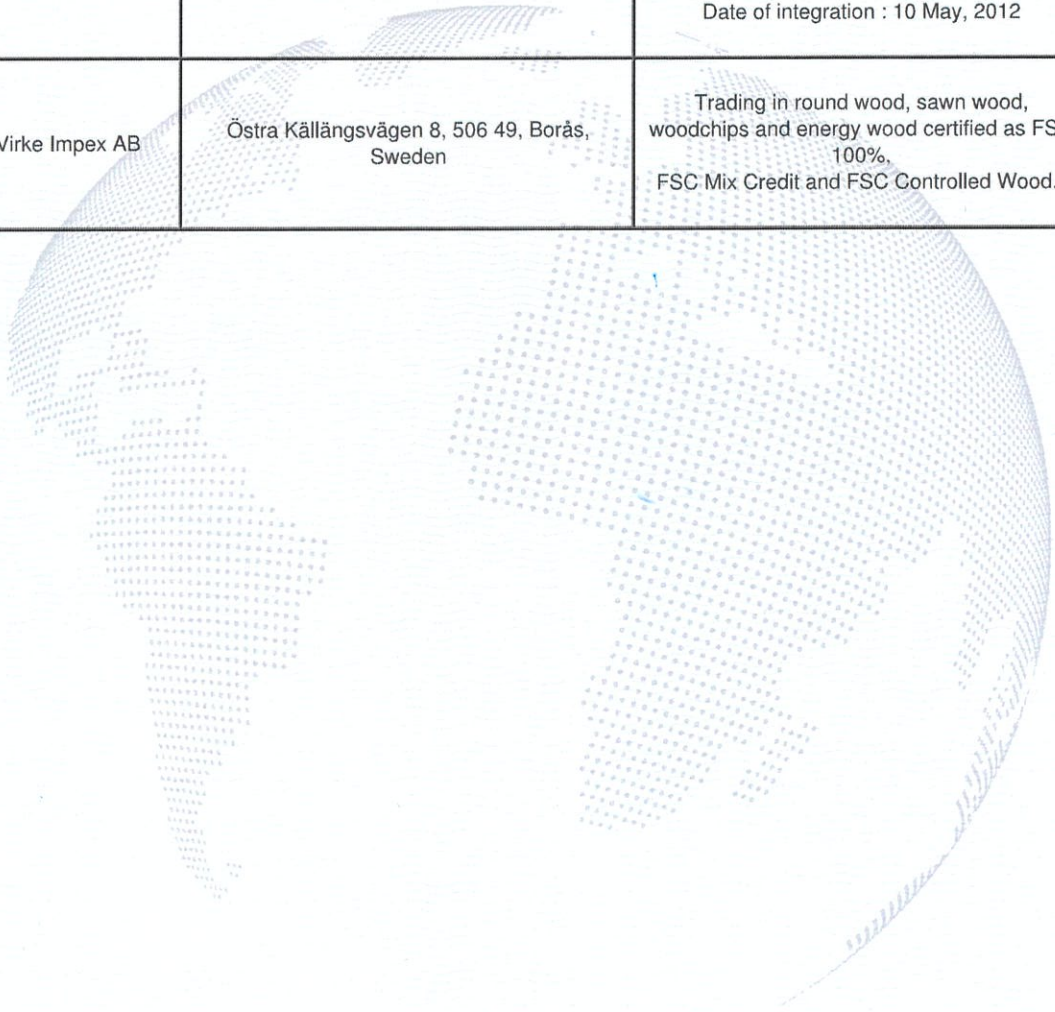 Date of integration : 10 May, 2012
Virke Impex AB
Östra Källängsvägen 8, 506 49, Borås,
Sweden
Trading in round wood, sawn wood,
woodchips and energy wood certified as FS
100%,
FSC Mix Credit and FSC Controlled Wood.